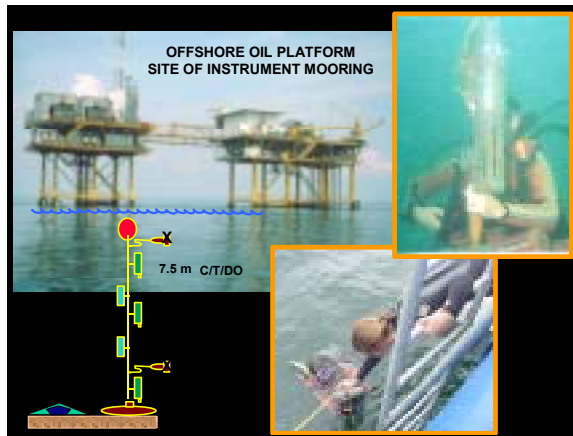 OFFSHORE OIL PLATFORM
SITE OF INSTRUMENT MOORING
X
7.5 m C/T/DO